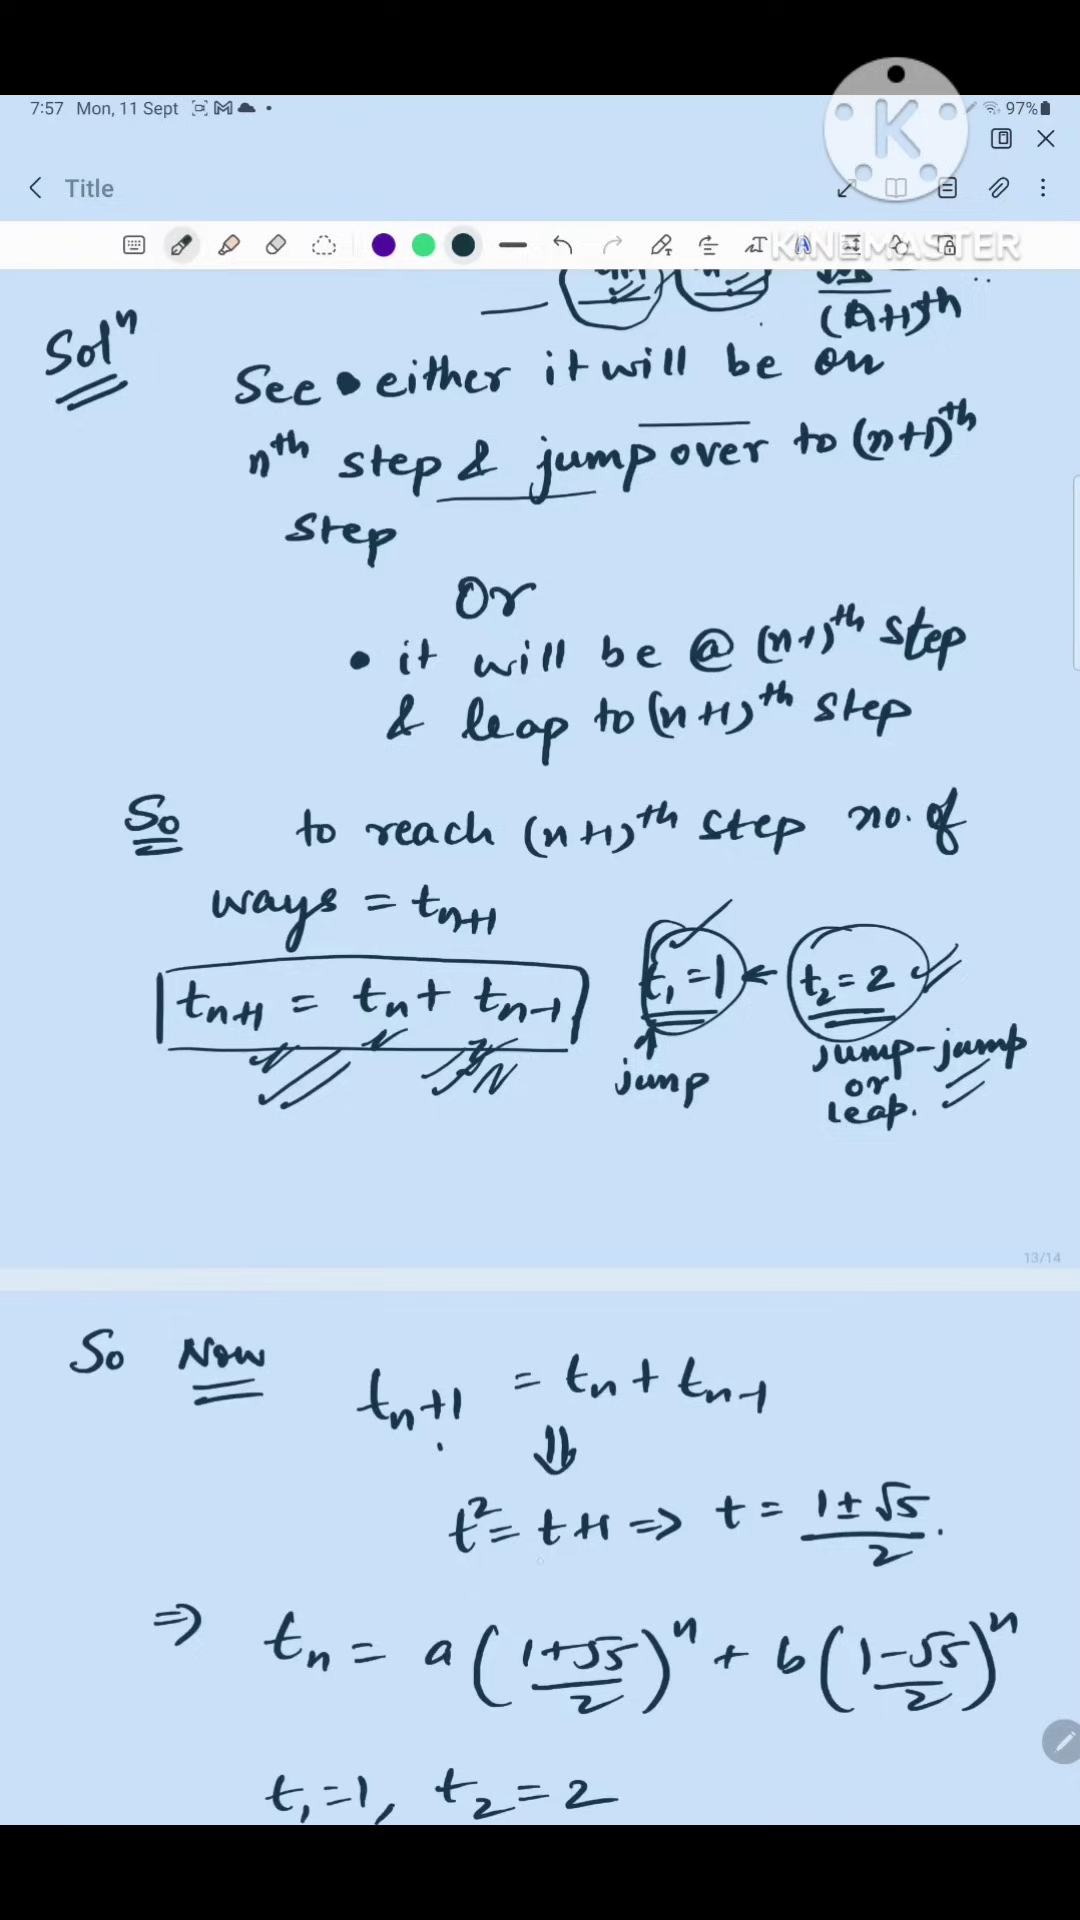 7:57 Mon, 11 Sept
97%
K
Title
KINEMASTER
(n+1)th
Solⁿ
See • either it will be on
nth step & jump over to (n+1)th
step
Or
• it will be @ (n-1)th step
& leap to (n+1)th step
So to reach (n+1)th step no. of
ways = tn+1
tn+1 = tn + tn-1
t1 = 1 ← t2 = 2
jump
jump-jump
or
leap.
13/14
So Now tn+1 = tn + tn-1
⇓
t² = t+1 ⇒ t = (1 ± √5)/2.
⇒ tn = a((1+√5)/2)ⁿ + b((1-√5)/2)ⁿ
t1 = 1, t2 = 2